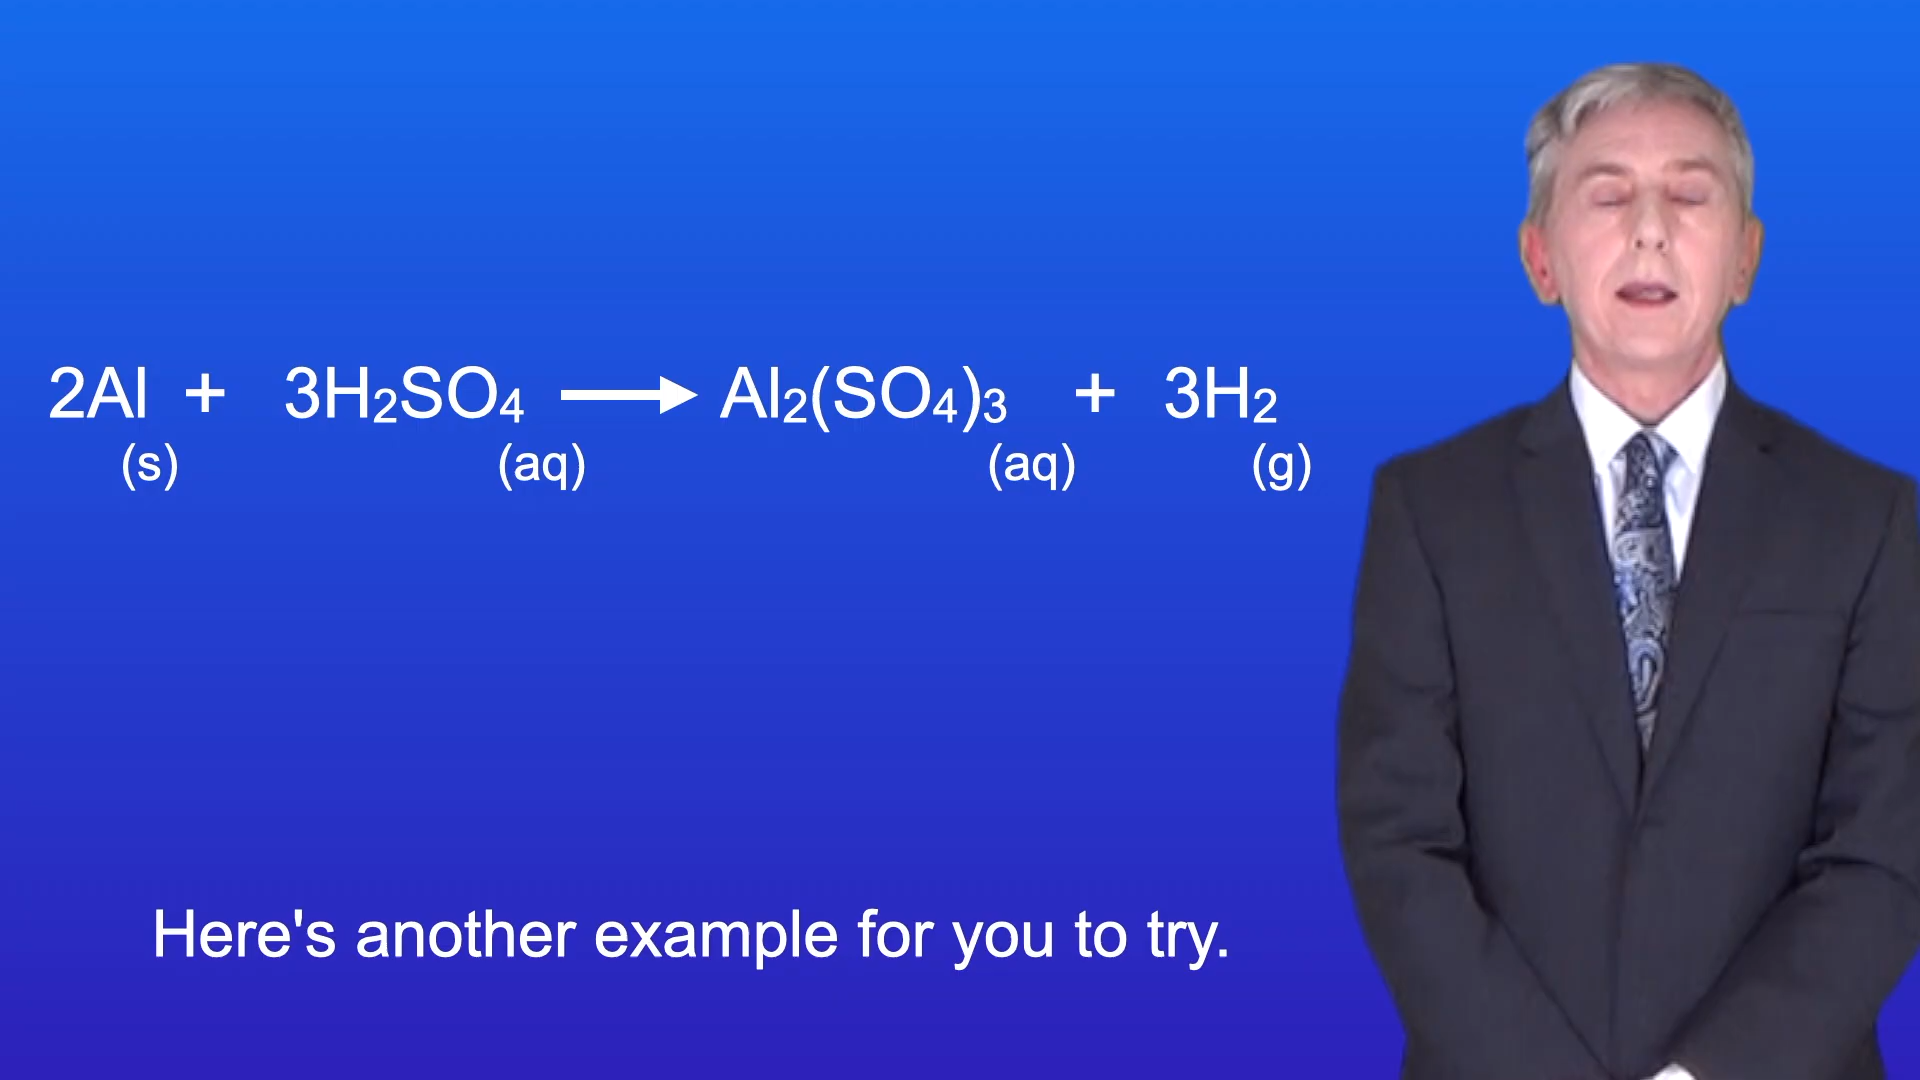 2Al + 3H₂SO₄ ⟶ Al₂(SO₄)₃ + 3H₂
(s) (aq) (aq) (g)
Here's another example for you to try.